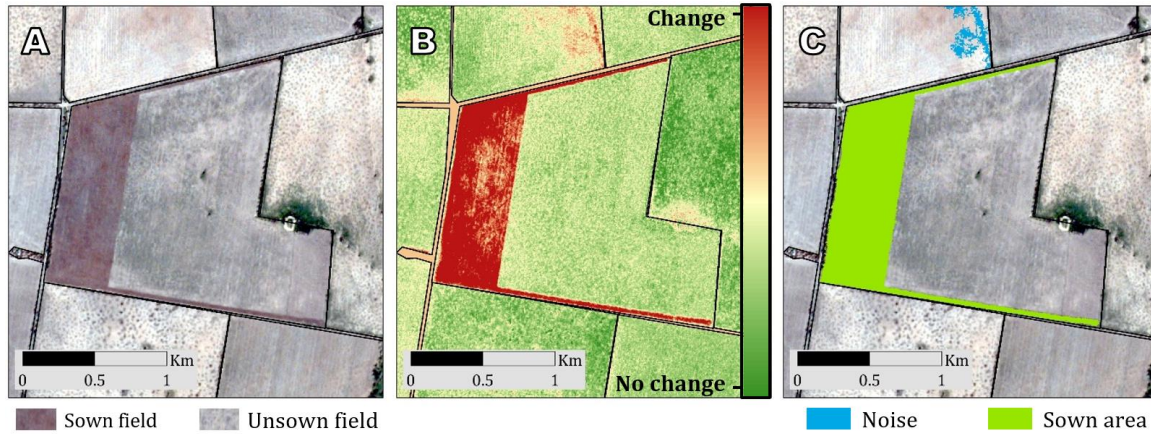 A
B
Change
C
Km
0
0.5
1
No change
Km
0
0.5
1
Km
0
0.5
1
Sown field
Unsown field
Noise
Sown area